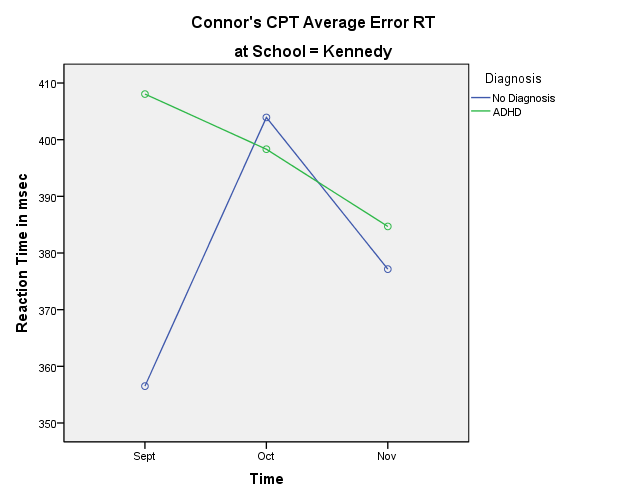 Connor's CPT Average Error RT
at School = Kennedy
Diagnosis
No Diagnosis
ADHD
Reaction Time in msec
410
400
390
380
370
360
350
Sept
Oct
Nov
Time